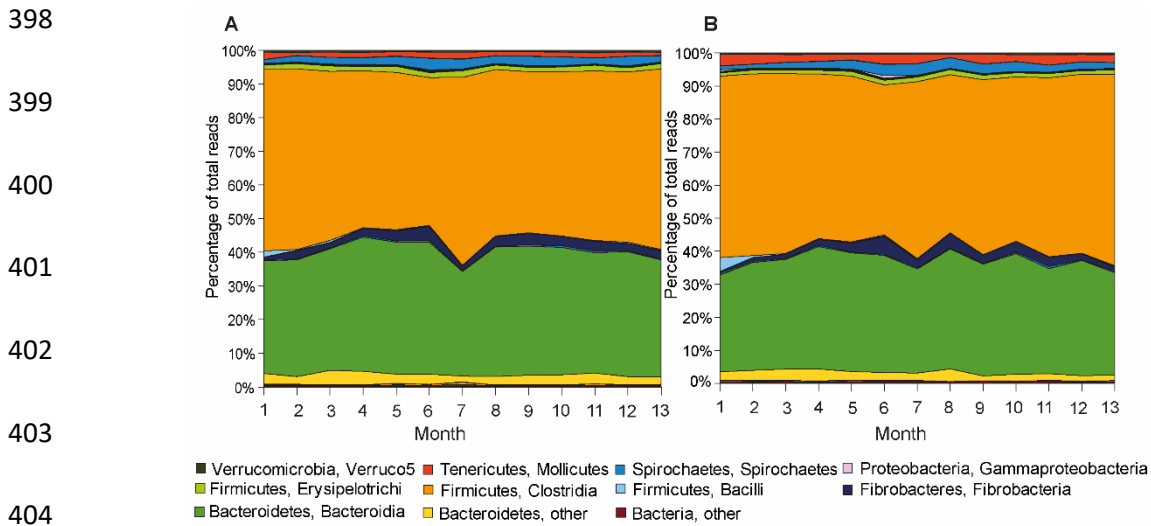 398
399
400
401
402
403
404
A
Percentage of total reads
100%
90%
80%
70%
60%
50%
40%
30%
20%
10%
0%
1 2 3 4 5 6 7 8 9 10 11 12 13
Month
B
Percentage of total reads
100%
90%
80%
70%
60%
50%
40%
30%
20%
10%
0%
1 2 3 4 5 6 7 8 9 10 11 12 13
Month
Verrucomicrobia, Verruco5 Tenericutes, Mollicutes Spirochaetes, Spirochaetes Proteobacteria, Gammaproteobacteria
Firmicutes, Erysipelotrichi Firmicutes, Clostridia Firmicutes, Bacilli Fibrobacteres, Fibrobacteria
Bacteroidetes, Bacteroidia Bacteroidetes, other Bacteria, other